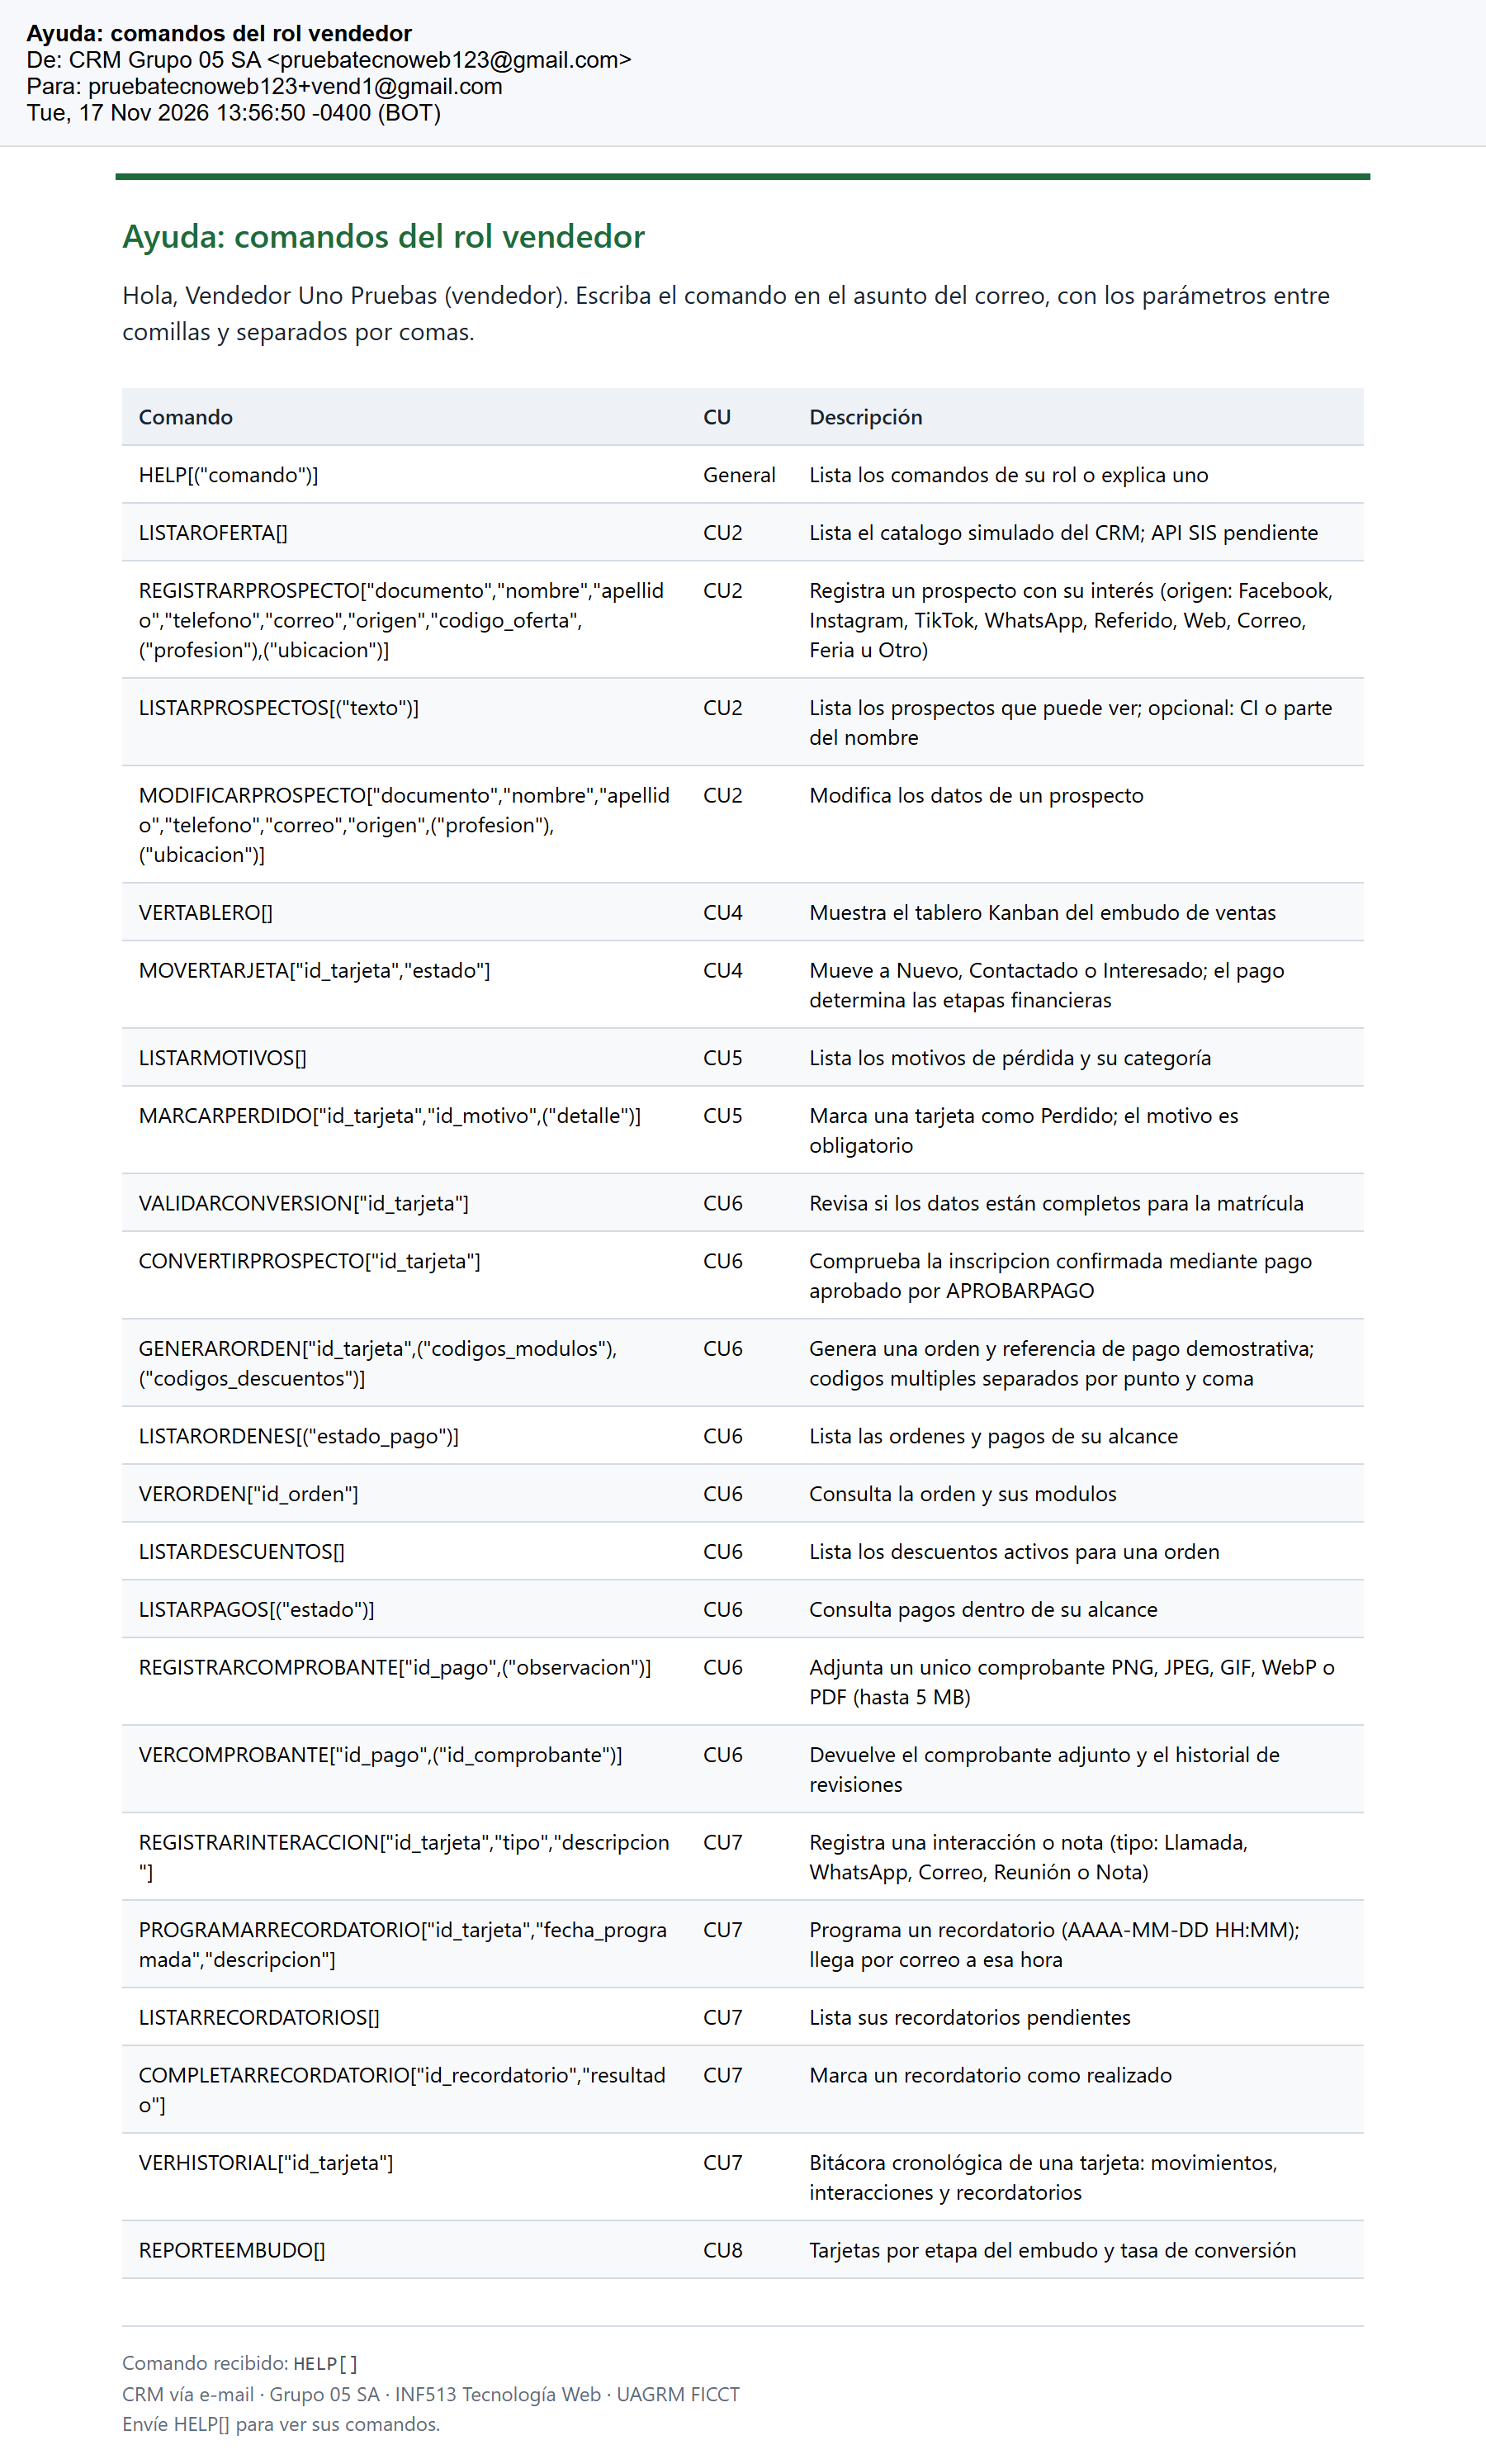 Ayuda: comandos del rol vendedor
De: CRM Grupo 05 SA <pruebatecnoweb123@gmail.com>
Para: pruebatecnoweb123+vend1@gmail.com
Tue, 17 Nov 2026 13:56:50 -0400 (BOT)
Ayuda: comandos del rol vendedor
Hola, Vendedor Uno Pruebas (vendedor). Escriba el comando en el asunto del correo, con los parámetros entre
comillas y separados por comas.
Comando CU Descripción
HELP[("comando")] General Lista los comandos de su rol o explica uno
LISTAROFERTA[] CU2 Lista el catalogo simulado del CRM; API SIS pendiente
REGISTRARPROSPECTO["documento","nombre","apellid CU2 Registra un prospecto con su interés (origen: Facebook,
o","telefono","correo","origen","codigo_oferta", Instagram, TikTok, WhatsApp, Referido, Web, Correo,
("profesion"),("ubicacion")] Feria u Otro)
LISTARPROSPECTOS[("texto")] CU2 Lista los prospectos que puede ver; opcional: CI o parte
del nombre
MODIFICARPROSPECTO["documento","nombre","apellid CU2 Modifica los datos de un prospecto
o","telefono","correo","origen",("profesion"),
("ubicacion")]
VERTABLERO[] CU4 Muestra el tablero Kanban del embudo de ventas
MOVERTARJETA["id_tarjeta","estado"] CU4 Mueve a Nuevo, Contactado o Interesado; el pago
determina las etapas financieras
LISTARMOTIVOS[] CU5 Lista los motivos de pérdida y su categoría
MARCARPERDIDO["id_tarjeta","id_motivo",("detalle")] CU5 Marca una tarjeta como Perdido; el motivo es
obligatorio
VALIDARCONVERSION["id_tarjeta"] CU6 Revisa si los datos están completos para la matrícula
CONVERTIRPROSPECTO["id_tarjeta"] CU6 Comprueba la inscripcion confirmada mediante pago
aprobado por APROBARPAGO
GENERARORDEN["id_tarjeta",("codigos_modulos"), CU6 Genera una orden y referencia de pago demostrativa;
("codigos_descuentos")] codigos multiples separados por punto y coma
LISTARORDENES[("estado_pago")] CU6 Lista las ordenes y pagos de su alcance
VERORDEN["id_orden"] CU6 Consulta la orden y sus modulos
LISTARDESCUENTOS[] CU6 Lista los descuentos activos para una orden
LISTARPAGOS[("estado")] CU6 Consulta pagos dentro de su alcance
REGISTRARCOMPROBANTE["id_pago",("observacion")] CU6 Adjunta un unico comprobante PNG, JPEG, GIF, WebP o
PDF (hasta 5 MB)
VERCOMPROBANTE["id_pago",("id_comprobante")] CU6 Devuelve el comprobante adjunto y el historial de
revisiones
REGISTRARINTERACCION["id_tarjeta","tipo","descripcion CU7 Registra una interacción o nota (tipo: Llamada,
"] WhatsApp, Correo, Reunión o Nota)
PROGRAMARRECORDATORIO["id_tarjeta","fecha_progra CU7 Programa un recordatorio (AAAA-MM-DD HH:MM);
mada","descripcion"] llega por correo a esa hora
LISTARRECORDATORIOS[] CU7 Lista sus recordatorios pendientes
COMPLETARRECORDATORIO["id_recordatorio","resultad CU7 Marca un recordatorio como realizado
o"]
VERHISTORIAL["id_tarjeta"] CU7 Bitácora cronológica de una tarjeta: movimientos,
interacciones y recordatorios
REPORTEEMBUDO[] CU8 Tarjetas por etapa del embudo y tasa de conversión
Comando recibido: HELP[]
CRM vía e-mail · Grupo 05 SA · INF513 Tecnología Web · UAGRM FICCT
Envíe HELP[] para ver sus comandos.